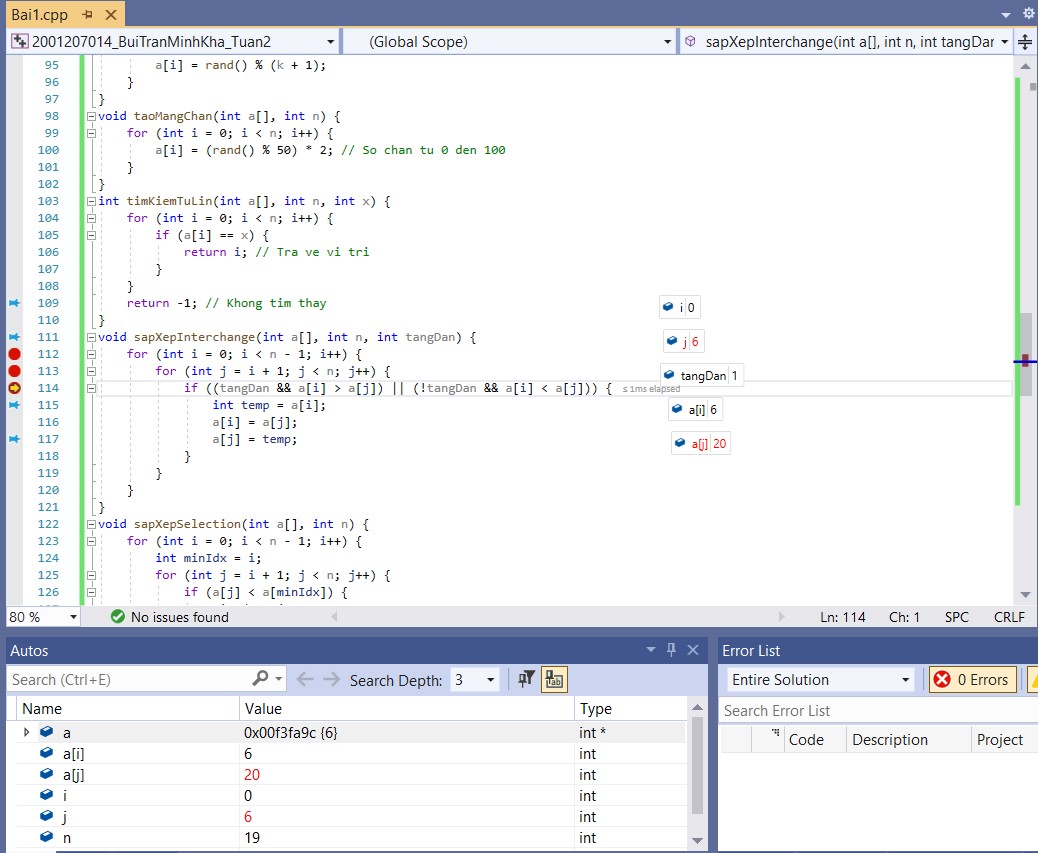 Bai1.cpp
2001207014_BuiTranMinhKha_Tuan2
(Global Scope)
sapXepInterchange(int a[], int n, int tangDar
95 a[i] = rand() % (k + 1);
96 }
97 }
98 void taoMangChan(int a[], int n) {
99 for (int i = 0; i < n; i++) {
100 a[i] = (rand() % 50) * 2; // So chan tu 0 den 100
101 }
102 }
103 int timKiemTuLin(int a[], int n, int x) {
104 for (int i = 0; i < n; i++) {
105 if (a[i] == x) {
106 return i; // Tra ve vi tri
107 }
108 }
109 return -1; // Khong tim thay
i 0
110 }
111 void sapXepInterchange(int a[], int n, int tangDan) {
j 6
112 for (int i = 0; i < n - 1; i++) {
113 for (int j = i + 1; j < n; j++) {
tangDan 1
114 if ((tangDan && a[i] > a[j]) || (!tangDan && a[i] < a[j])) { ≤ 1ms elapsed
115 int temp = a[i];
a[i] 6
116 a[i] = a[j];
117 a[j] = temp;
a[j] 20
118 }
119 }
120 }
121 }
122 void sapXepSelection(int a[], int n) {
123 for (int i = 0; i < n - 1; i++) {
124 int minIdx = i;
125 for (int j = i + 1; j < n; j++) {
126 if (a[j] < a[minIdx]) {
80 %
No issues found
Ln: 114 Ch: 1 SPC CRLF
Autos
Search (Ctrl+E)
Search Depth: 3
Name Value Type
a 0x00f3fa9c {6} int *
a[i] 6 int
a[j] 20 int
i 0 int
j 6 int
n 19 int
Error List
Entire Solution
0 Errors
Search Error List
Code Description Project